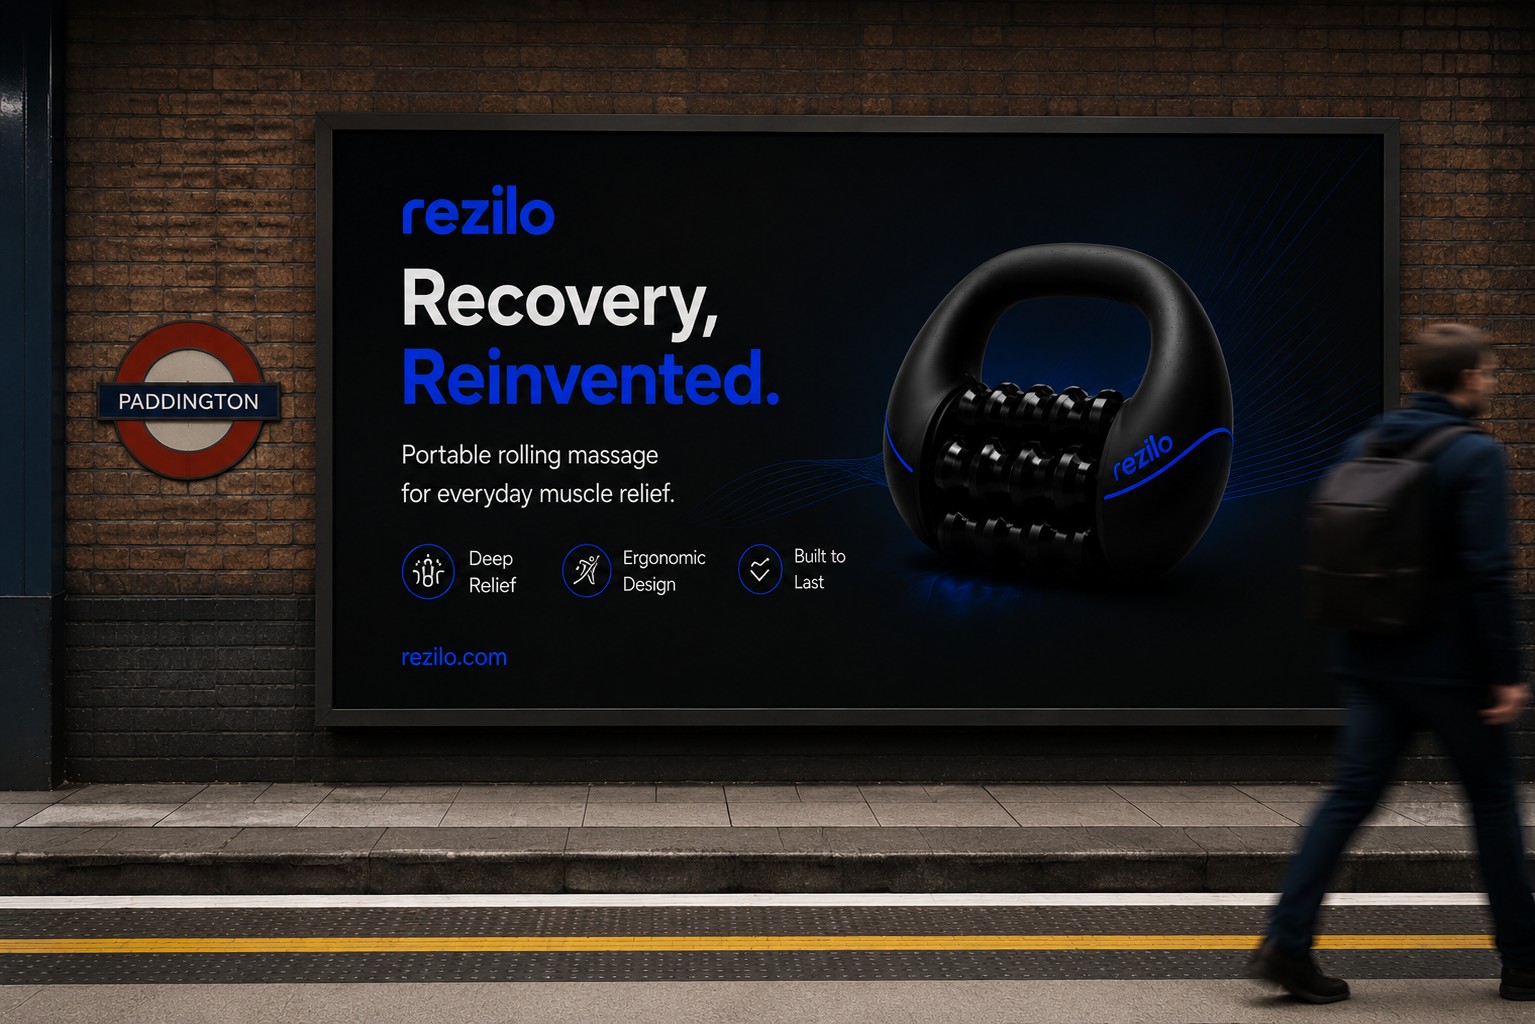 PADDINGTON
rezilo
Recovery,
Reinvented.
Portable rolling massage
for everyday muscle relief.
Deep
Relief
Ergonomic
Design
Built to
Last
rezilo.com
rezilo